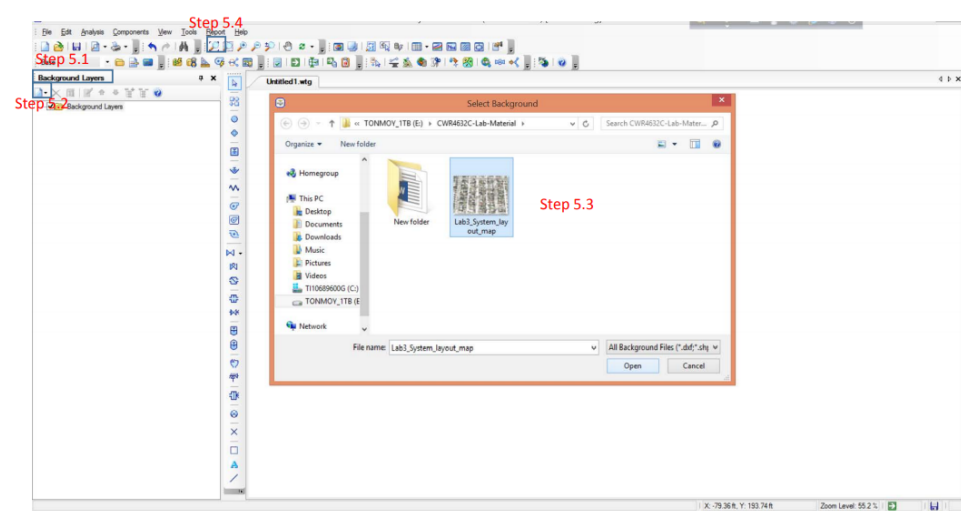 Step 5.4
File Edit Analysis Components View Tools Report Help
Step 5.1
Background Layers
Untitled1.wtg
Step 5.2
Background Layers
Select Background
« TONMOY_1TB (E:) › CWR4632C-Lab-Material ›
Search CWR4632C-Lab-Mater...
Organize
New folder
Homegroup
This PC
Desktop
Documents
Downloads
Music
Pictures
Videos
TI10689600G (C:)
TONMOY_1TB (E
Network
New folder
Lab3_System_lay
out_map
Step 5.3
File name: Lab3_System_layout_map
All Background Files (*.dxf;*.shp
Open
Cancel
X: -79.36 ft, Y: 193.74 ft
Zoom Level: 55.2 %